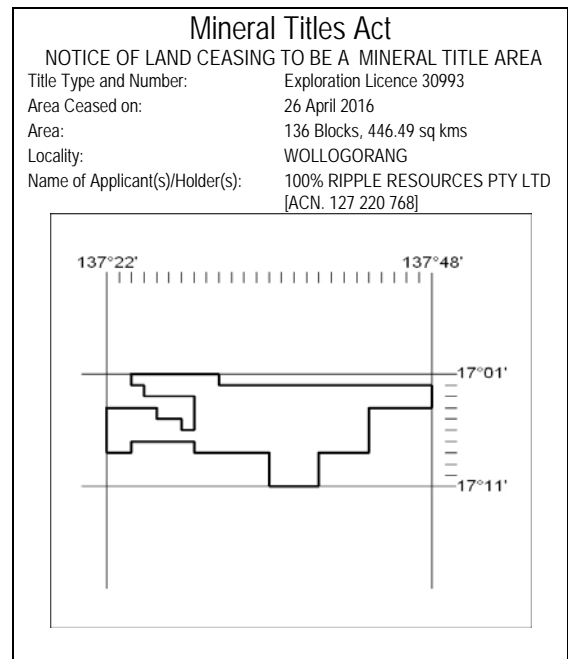 Mineral Titles Act
NOTICE OF LAND CEASING TO BE A MINERAL TITLE AREA
Title Type and Number: Exploration Licence 30993
Area Ceased on: 26 April 2016
Area: 136 Blocks, 446.49 sq kms
Locality: WOLLOGORANG
Name of Applicant(s)/Holder(s): 100% RIPPLE RESOURCES PTY LTD
[ACN. 127 220 768]
137°22' 137°48'
17°01'
17°11'